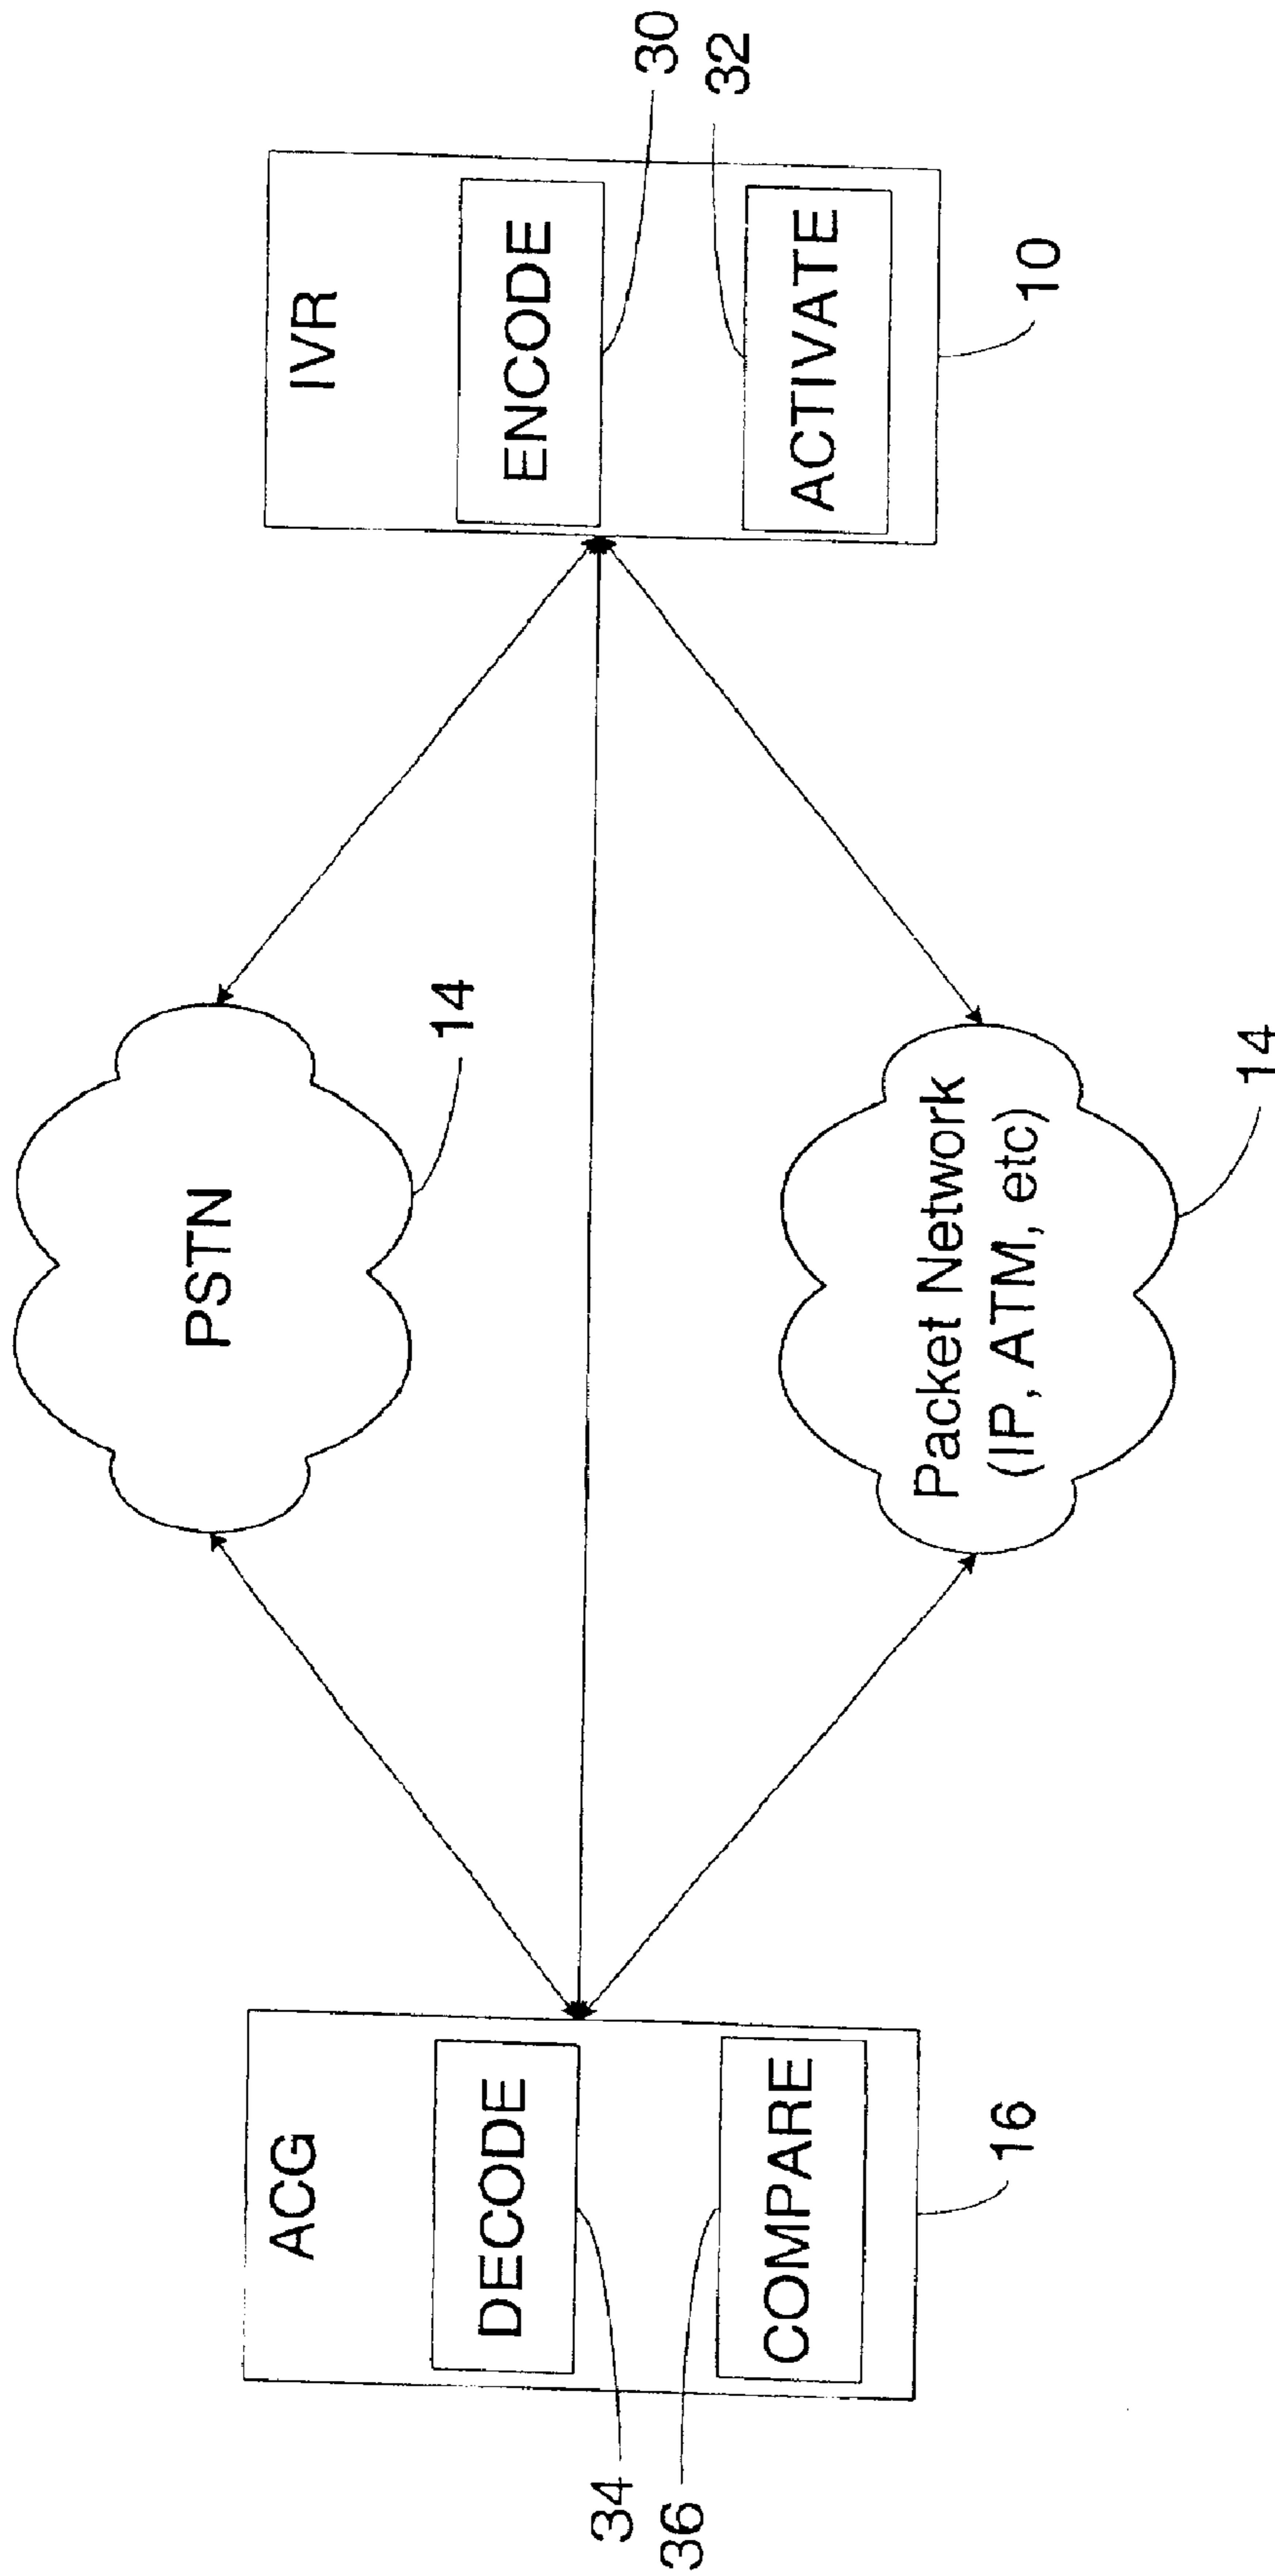 PSTN
14
ACG
DECODE
COMPARE
34
36
16
IVR
ENCODE
ACTIVATE
30
32
10
Packet Network
(IP, ATM, etc)
14